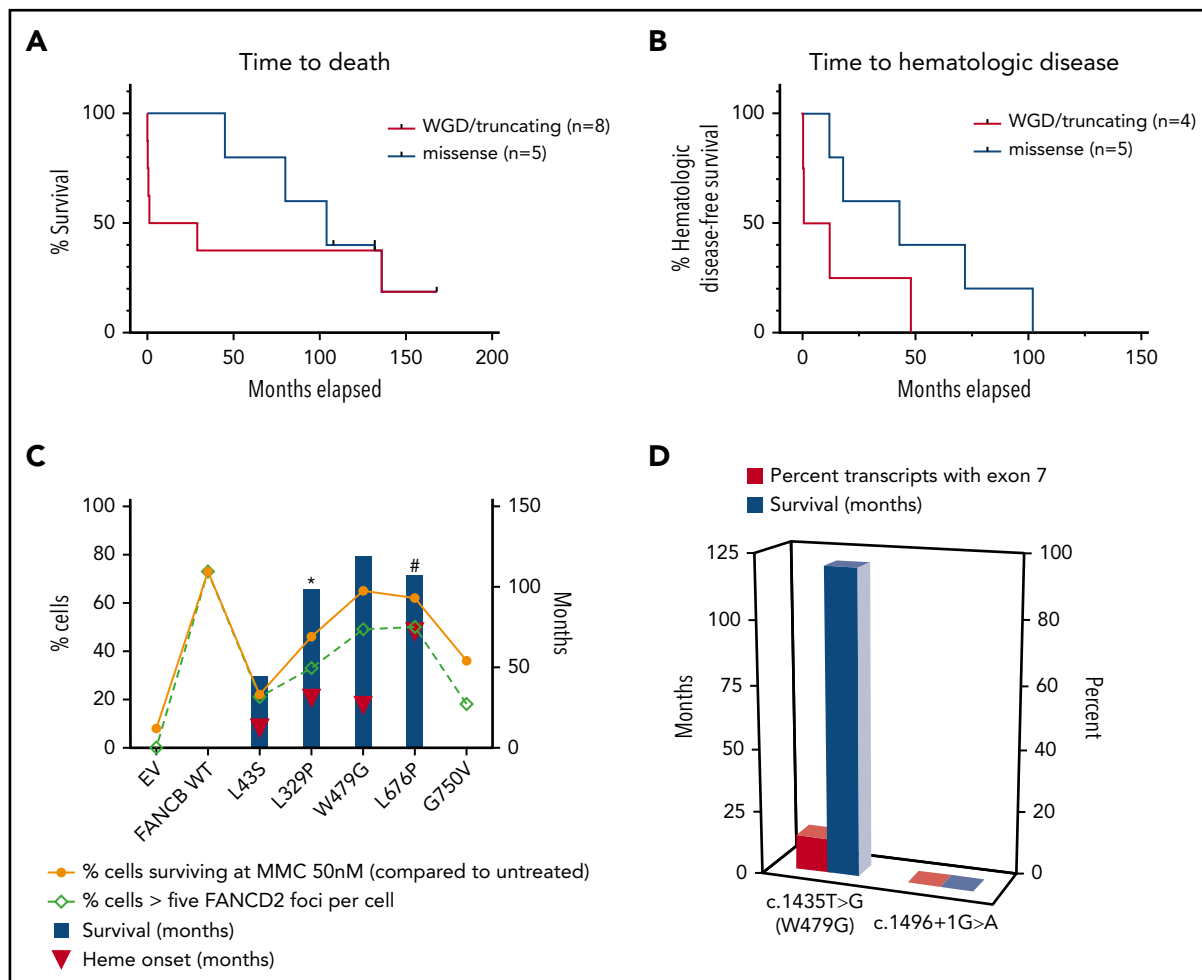 A
Time to death
% Survival
100
50
0
WGD/truncating (n=8)
missense (n=5)
0 50 100 150 200
Months elapsed
B
Time to hematologic disease
% Hematologic
disease-free survival
100
50
0
WGD/truncating (n=4)
missense (n=5)
0 50 100 150
Months elapsed
C
% cells
100
80
60
40
20
0
Months
150
100
50
0
*
#
EV
FANCB WT
L43S
L329P
W479G
L676P
G750V
% cells surviving at MMC 50nM (compared to untreated)
% cells > five FANCD2 foci per cell
Survival (months)
Heme onset (months)
D
Percent transcripts with exon 7
Survival (months)
Months
125
100
75
50
25
0
Percent
100
80
60
40
20
0
c.1435T>G
(W479G)
c.1496+1G>A